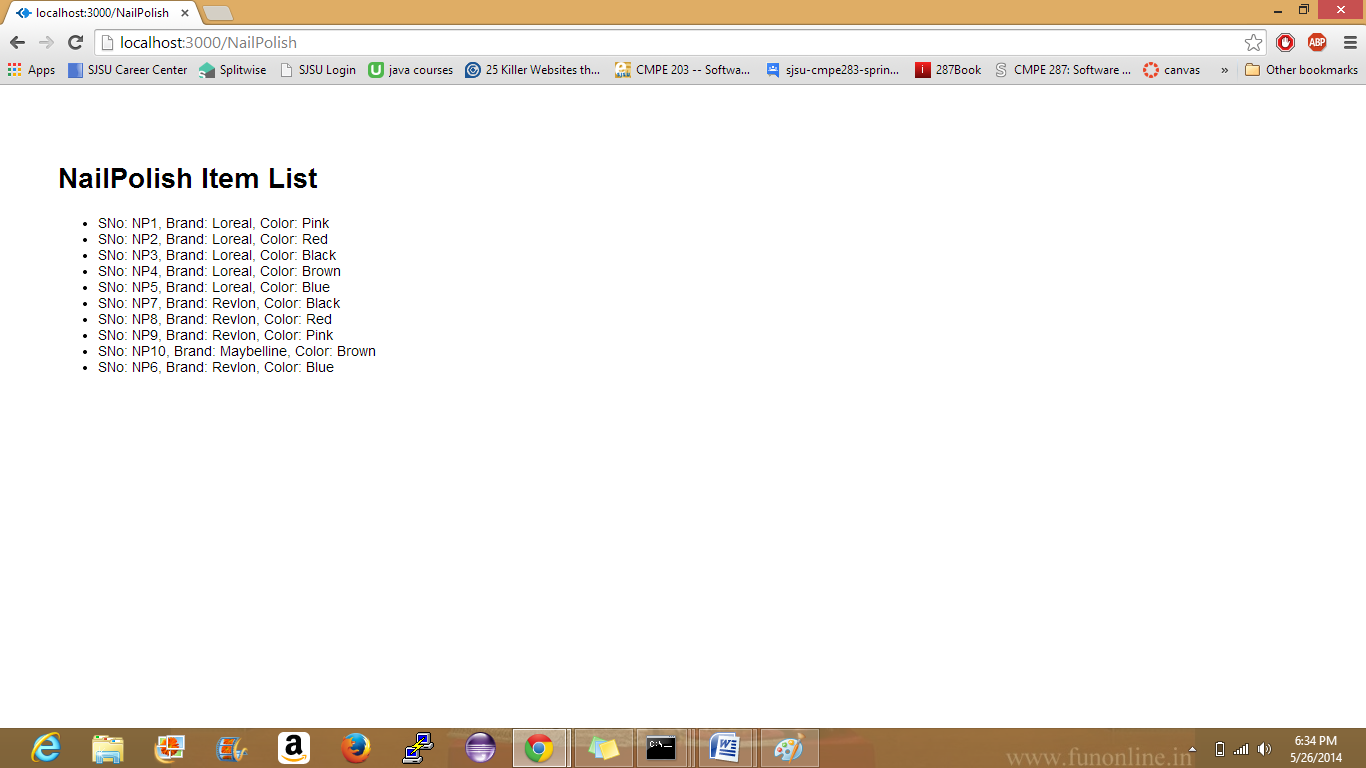 localhost:3000/NailPolish
localhost:3000/NailPolish
ABP
Apps
SJSU Career Center
Splitwise
SJSU Login
java courses
25 Killer Websites th...
CMPE 203 -- Softwa...
sjsu-cmpe283-sprin...
287Book
CMPE 287: Software ...
canvas
»
Other bookmarks
NailPolish Item List
• SNo: NP1, Brand: Loreal, Color: Pink
• SNo: NP2, Brand: Loreal, Color: Red
• SNo: NP3, Brand: Loreal, Color: Black
• SNo: NP4, Brand: Loreal, Color: Brown
• SNo: NP5, Brand: Loreal, Color: Blue
• SNo: NP7, Brand: Revlon, Color: Black
• SNo: NP8, Brand: Revlon, Color: Red
• SNo: NP9, Brand: Revlon, Color: Pink
• SNo: NP10, Brand: Maybelline, Color: Brown
• SNo: NP6, Brand: Revlon, Color: Blue
www.funonline.in
6:34 PM
5/26/2014